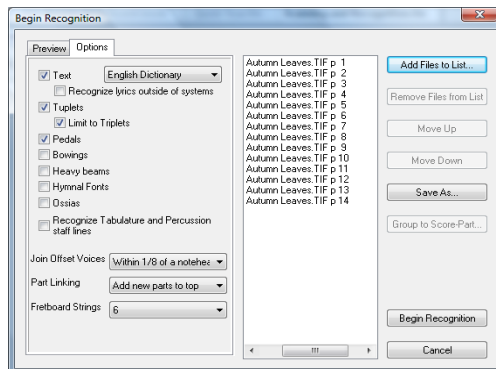 Begin Recognition
Preview Options
Text English Dictionary
Recognize lyrics outside of systems
Tuplets
Limit to Triplets
Pedals
Bowings
Heavy beams
Hymnal Fonts
Ossias
Recognize Tabulature and Percussion
staff lines
Join Offset Voices Within 1/8 of a notehea
Part Linking Add new parts to top
Fretboard Strings 6
Autumn Leaves.TIF p 1
Autumn Leaves.TIF p 2
Autumn Leaves.TIF p 3
Autumn Leaves.TIF p 4
Autumn Leaves.TIF p 5
Autumn Leaves.TIF p 6
Autumn Leaves.TIF p 7
Autumn Leaves.TIF p 8
Autumn Leaves.TIF p 9
Autumn Leaves.TIF p 10
Autumn Leaves.TIF p 11
Autumn Leaves.TIF p 12
Autumn Leaves.TIF p 13
Autumn Leaves.TIF p 14
Add Files to List...
Remove Files from List
Move Up
Move Down
Save As...
Group to Score-Part...
Begin Recognition
Cancel